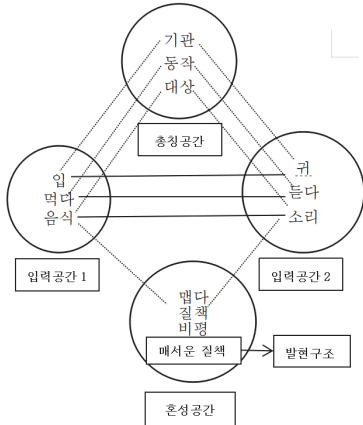 기관
동작
대상
총칭공간
입
먹다
음식
귀
듣다
소리
입력공간 1
입력공간 2
맵다
질책
비평
매서운 질책
발현구조
혼성공간